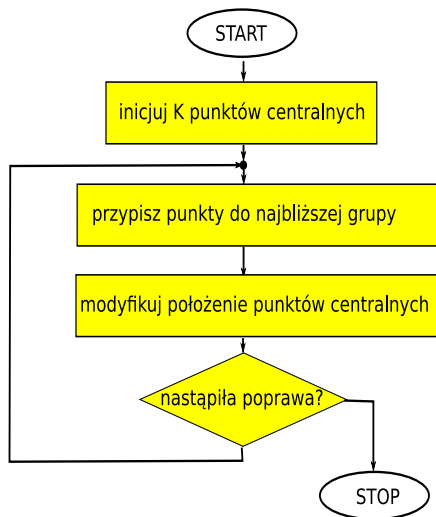 START
inicjuj K punktów centralnych
przypisz punkty do najbliższej grupy
modyfikuj położenie punktów centralnych
nastąpiła poprawa?
STOP